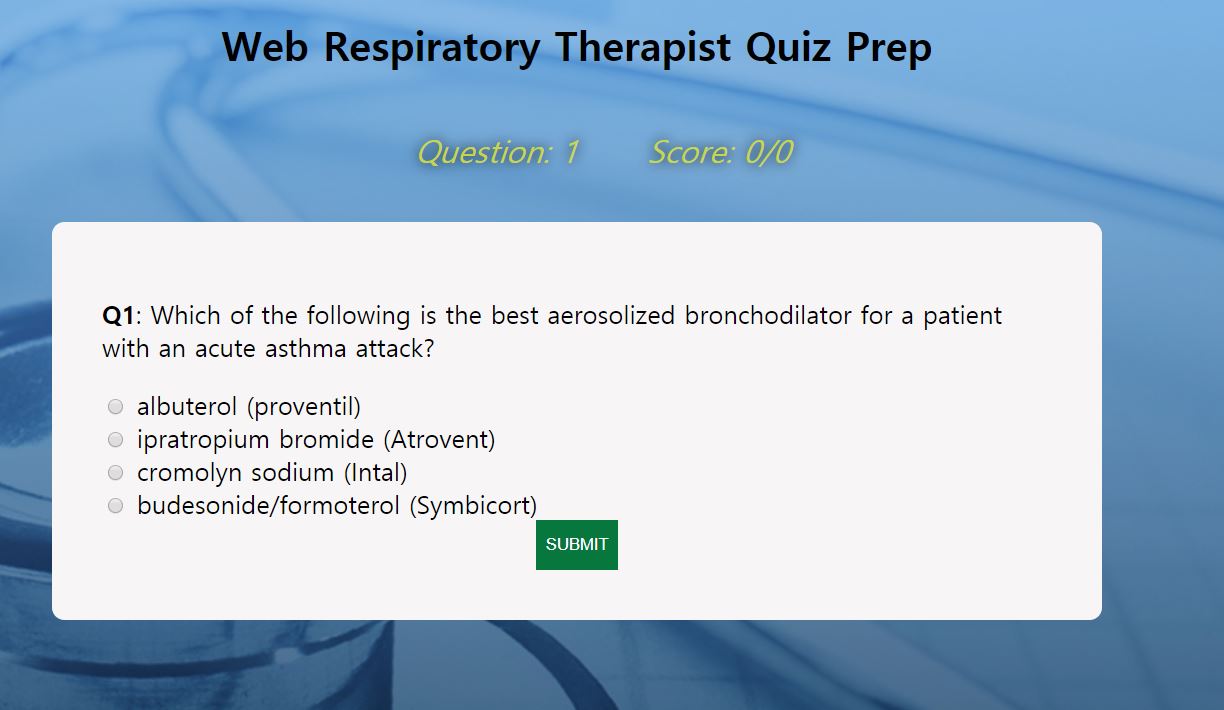 Web Respiratory Therapist Quiz Prep
Question: 1 Score: 0/0
Q1: Which of the following is the best aerosolized bronchodilator for a patient
with an acute asthma attack?
albuterol (proventil)
ipratropium bromide (Atrovent)
cromolyn sodium (Intal)
budesonide/formoterol (Symbicort)
SUBMIT